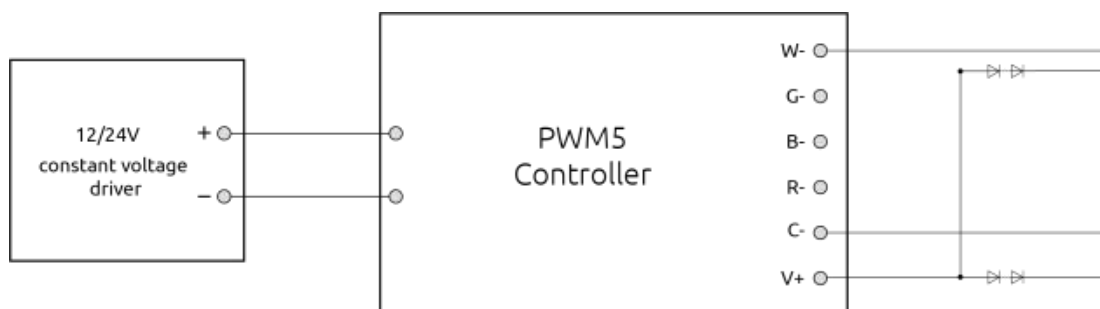 12/24V
constant voltage
driver
+
−
PWM5
Controller
W-
G-
B-
R-
C-
V+